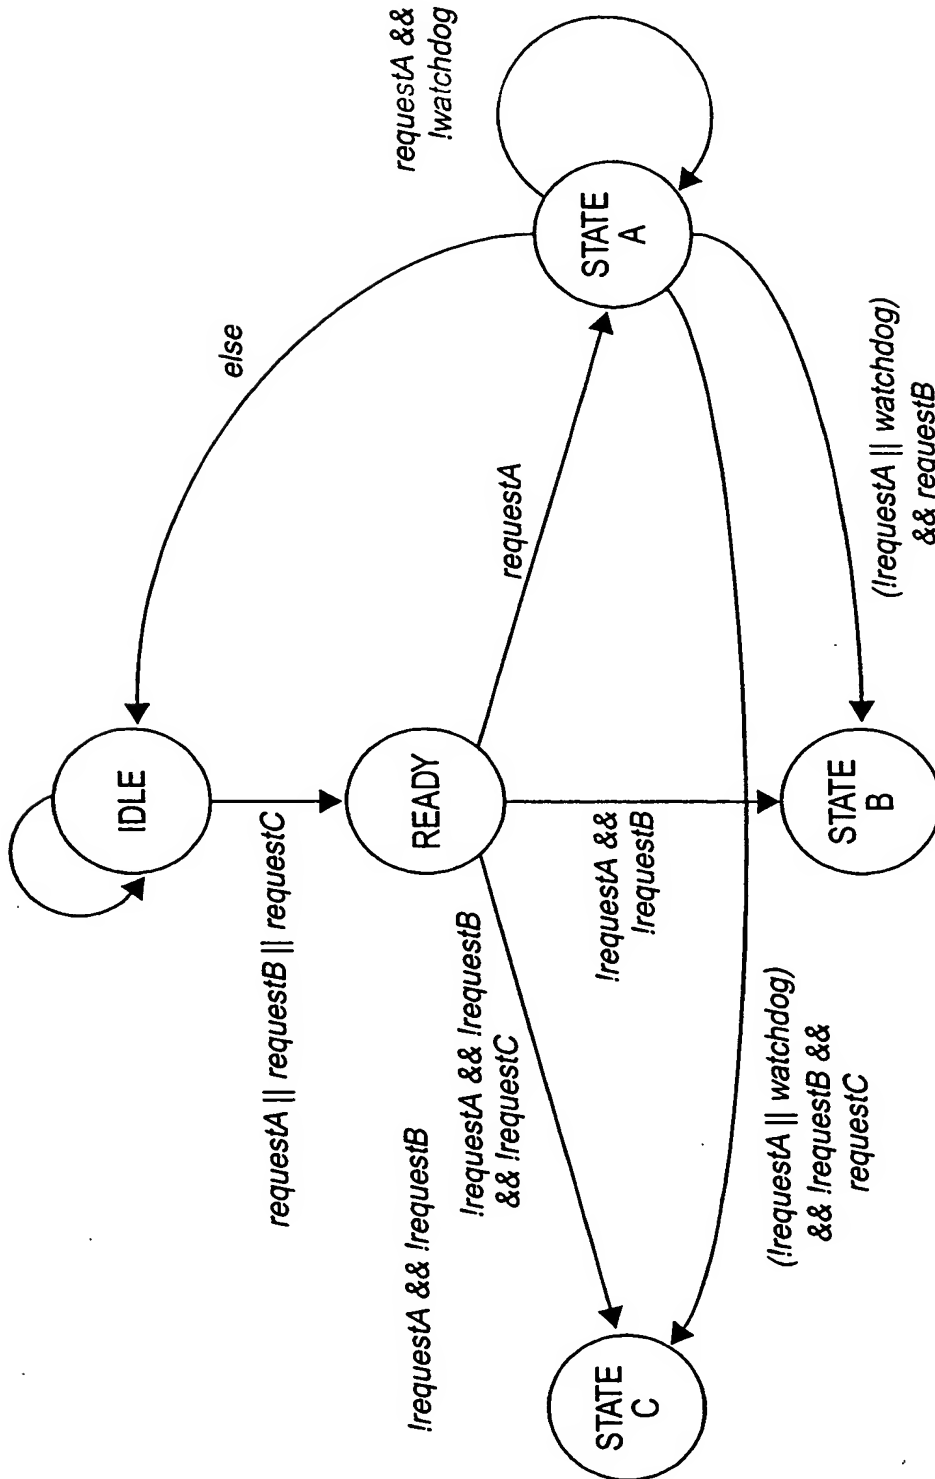 requestA &&
!watchdog
else
STATE
A
requestA
(!requestA || watchdog)
&& requestB
IDLE
READY
STATE
B
requestA || requestB || requestC
!requestA &&
!requestB
!requestA && !requestB
!requestA && !requestB
&& !requestC
(!requestA || watchdog)
&& !requestB &&
requestC
STATE
C